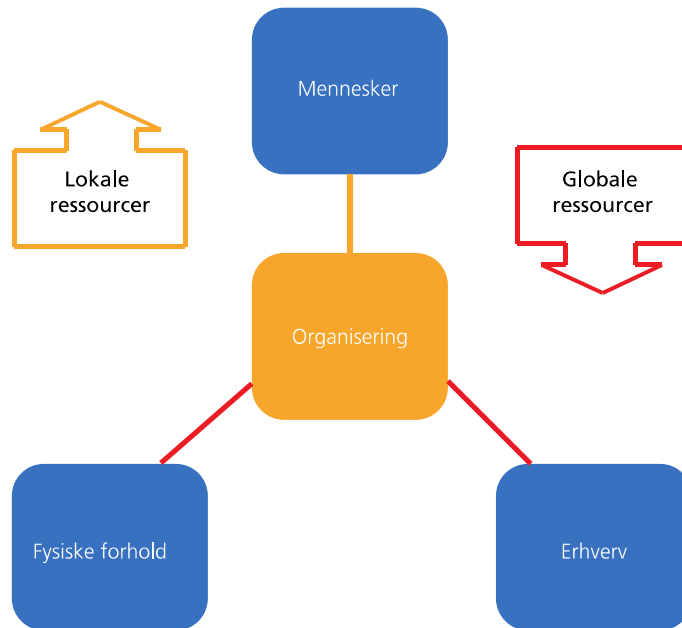 Mennesker
Lokale
ressourcer
Globale
ressourcer
Organisering
Fysiske forhold
Erhverv